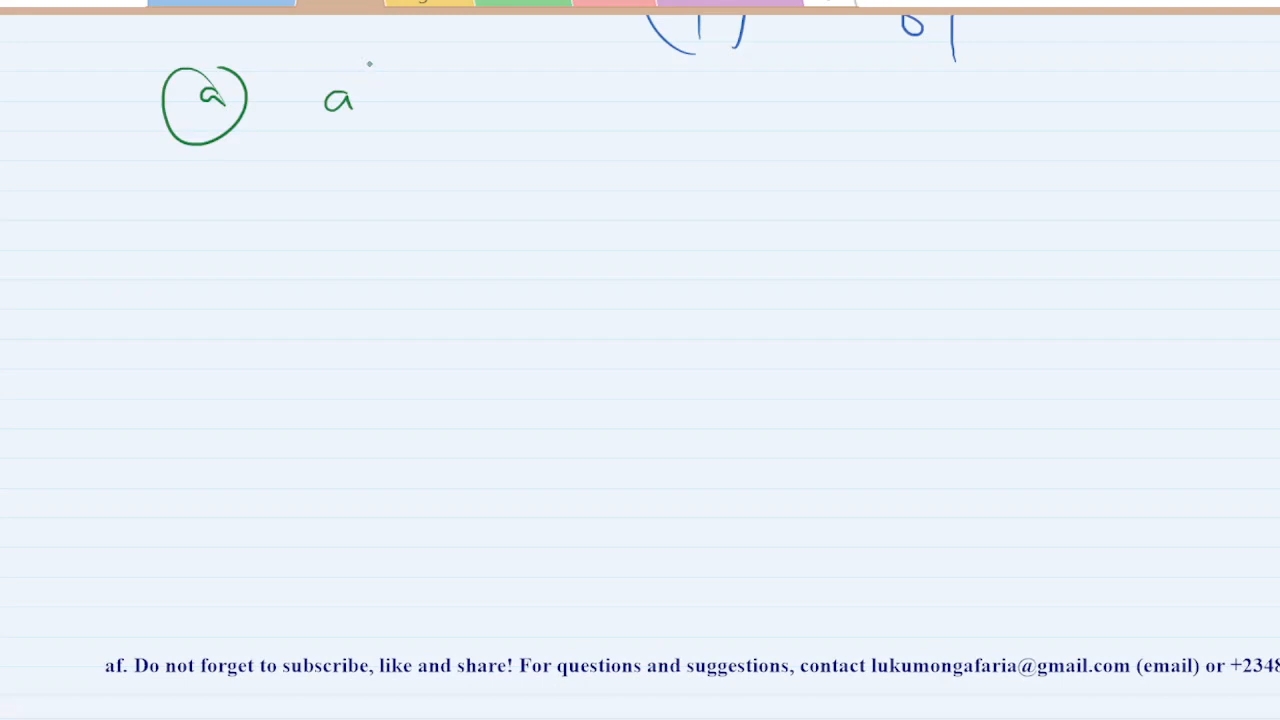 (a) a
af. Do not forget to subscribe, like and share! For questions and suggestions, contact lukumongafaria@gmail.com (email) or +2348